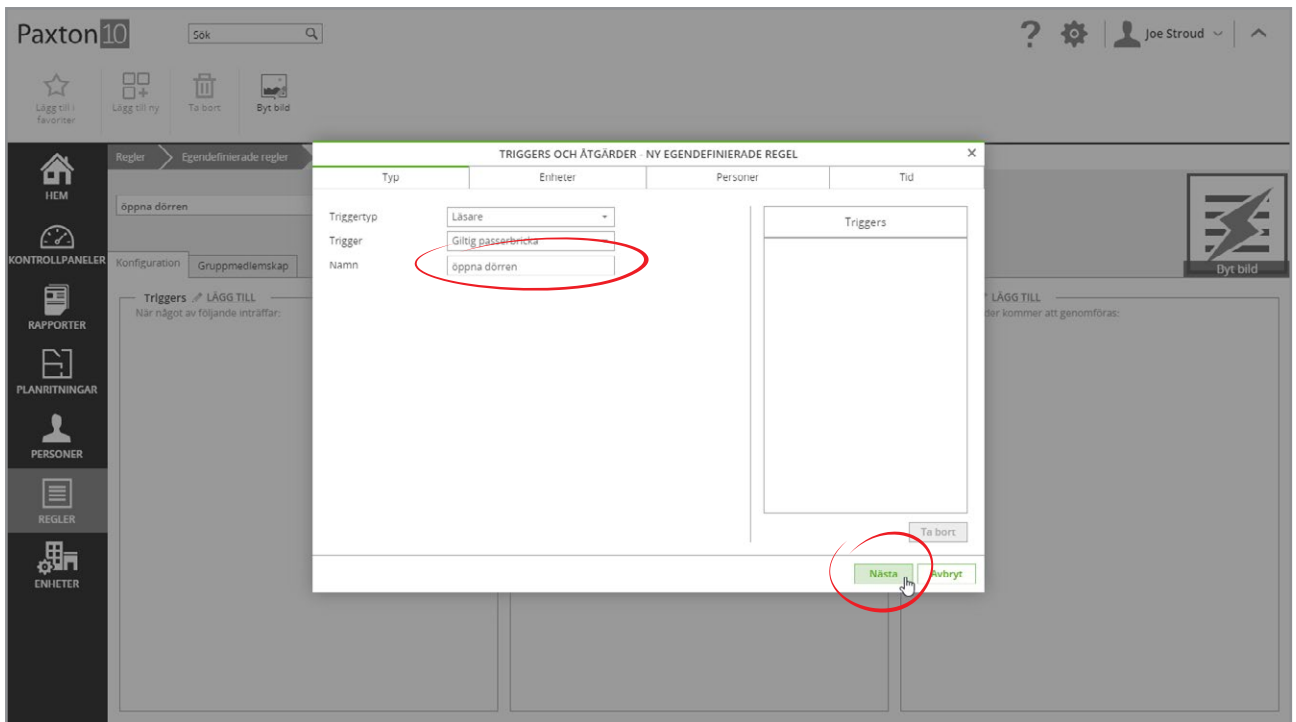 Paxton 10
Sök
Joe Stroud
Lägg till i favoriter
Lägg till ny
Ta bort
Byt bild
HEM
KONTROLLPANELER
RAPPORTER
PLANRITNINGAR
PERSONER
REGLER
ENHETER
Regler
Egendefinierade regler
öppna dörren
Byt bild
Konfiguration
Gruppmedlemskap
Triggers LÄGG TILL
När något av följande inträffar:
LÄGG TILL
der kommer att genomföras:
TRIGGERS OCH ÅTGÄRDER - NY EGENDEFINIERADE REGEL
Typ
Enheter
Personer
Tid
Triggertyp
Läsare
Trigger
Giltig passerbricka
Namn
öppna dörren
Triggers
Ta bort
Nästa
Avbryt